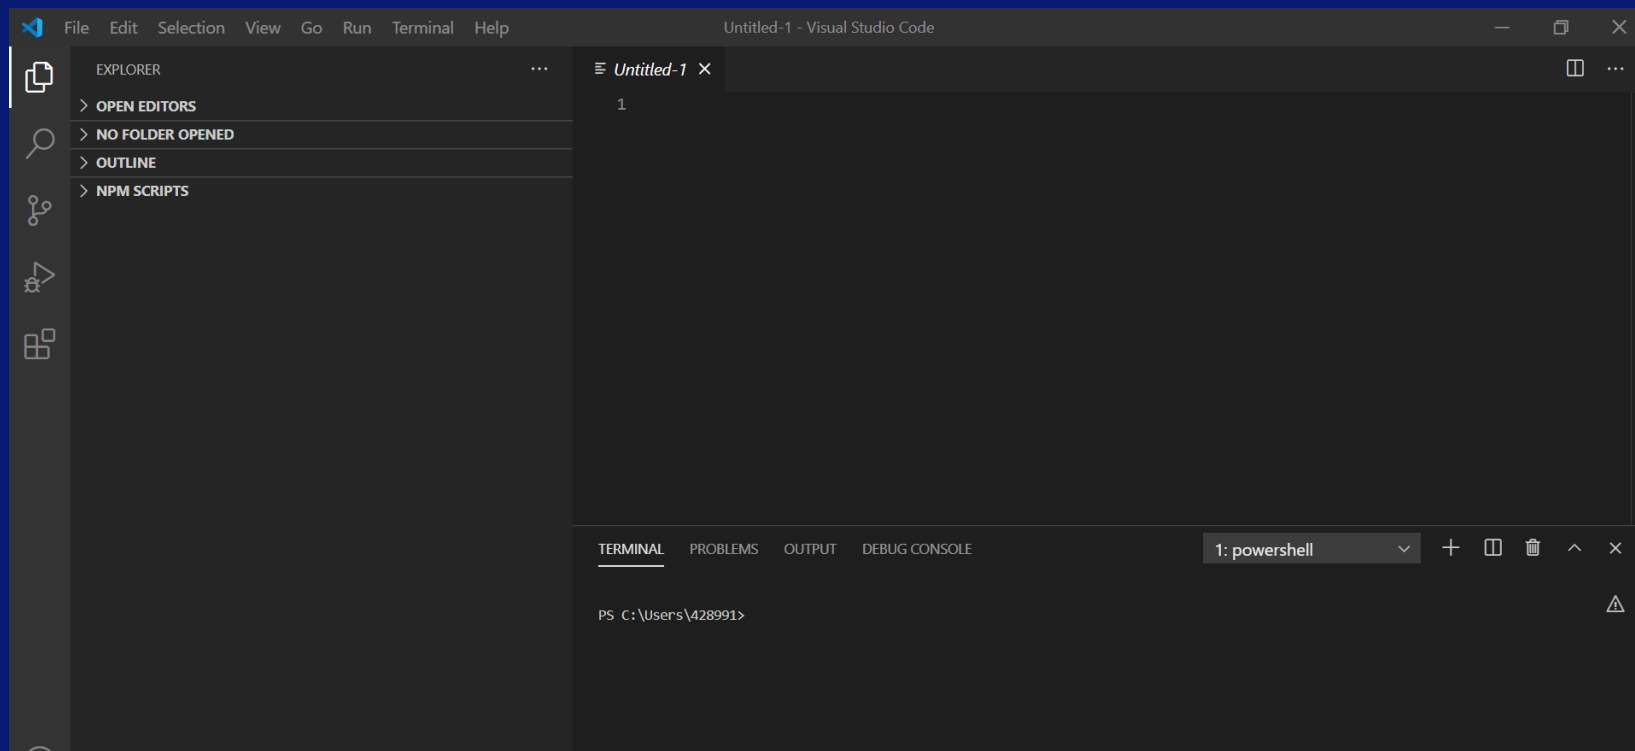 File Edit Selection View Go Run Terminal Help
Untitled-1 - Visual Studio Code
EXPLORER
OPEN EDITORS
NO FOLDER OPENED
OUTLINE
NPM SCRIPTS
Untitled-1
1
TERMINAL PROBLEMS OUTPUT DEBUG CONSOLE
1: powershell
PS C:\Users\428991>